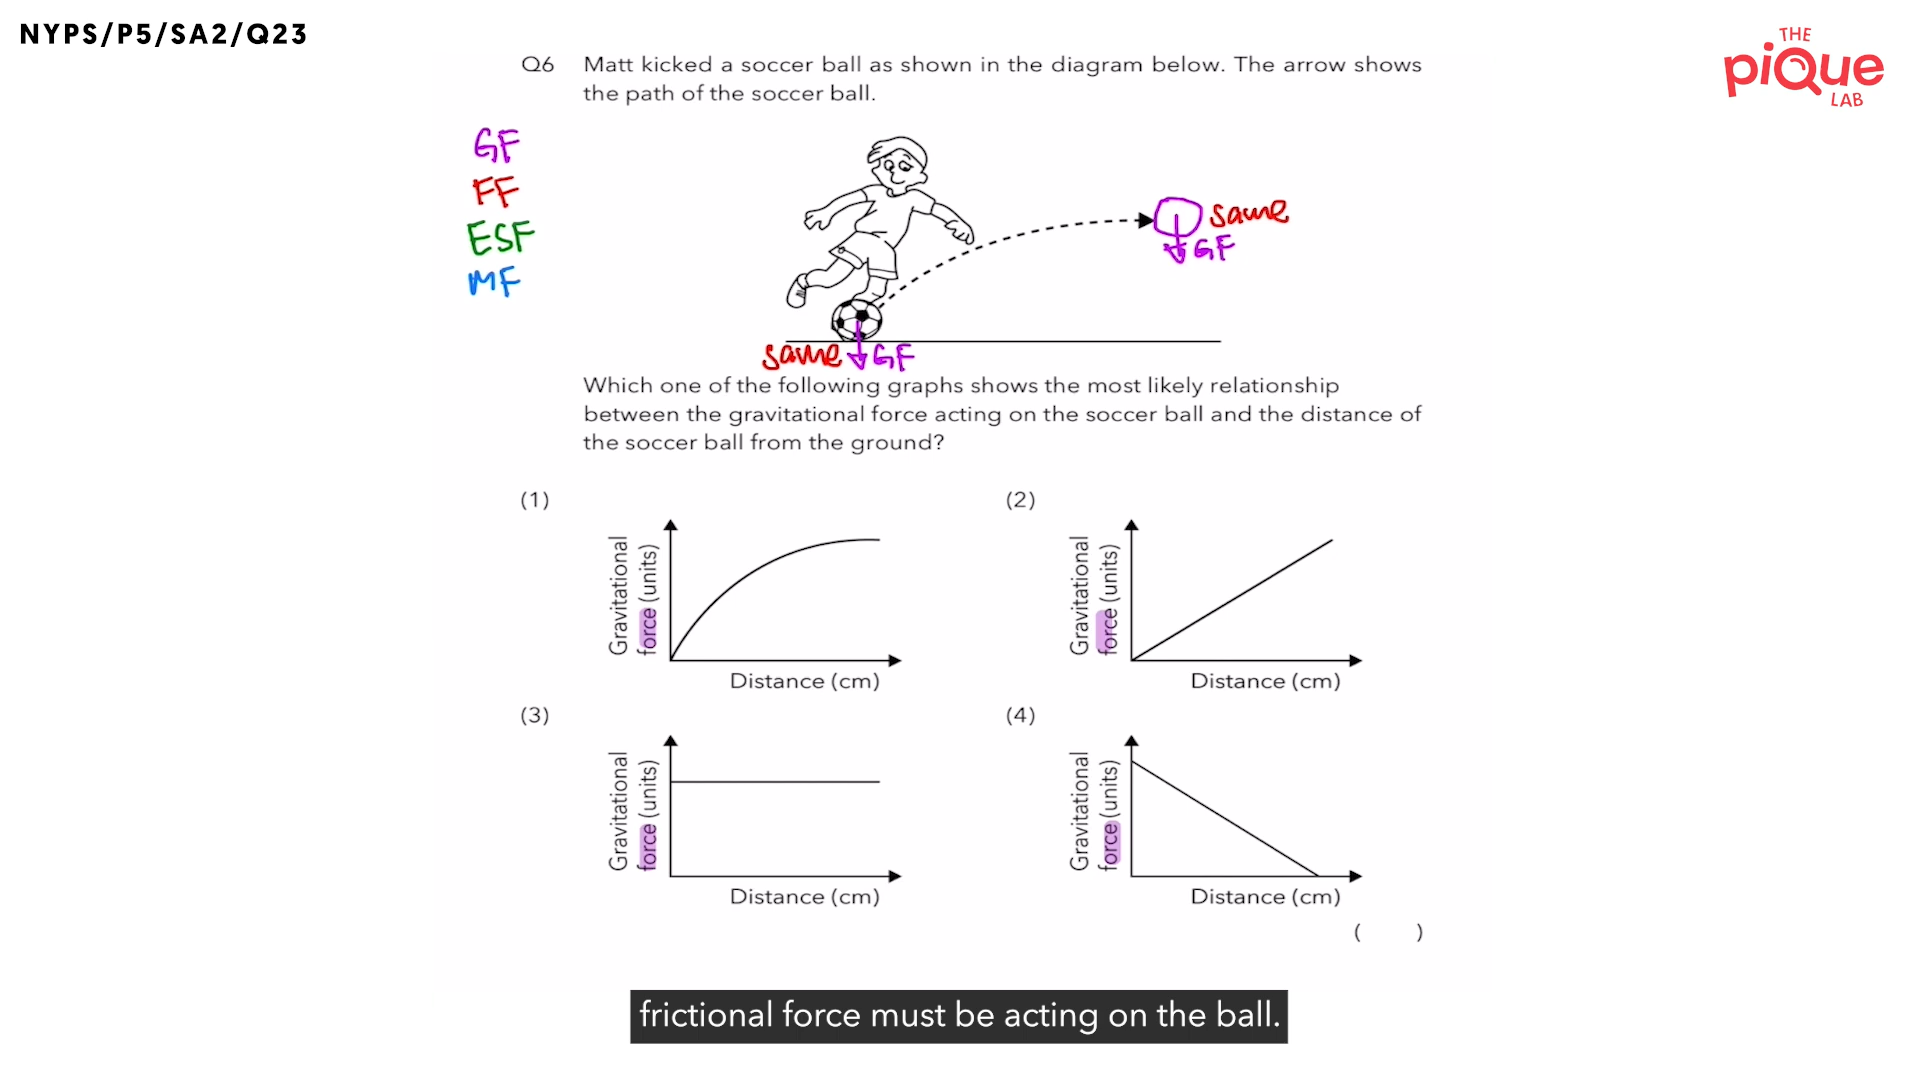 NYPS/P5/SA2/Q23
THE
piQue
LAB
Q6 Matt kicked a soccer ball as shown in the diagram below. The arrow shows
the path of the soccer ball.
GF
FF
ESF
MF
same
GF
same GF
Which one of the following graphs shows the most likely relationship
between the gravitational force acting on the soccer ball and the distance of
the soccer ball from the ground?
(1)
Gravitational
force (units)
Distance (cm)
(2)
Gravitational
force (units)
Distance (cm)
(3)
Gravitational
force (units)
Distance (cm)
(4)
Gravitational
force (units)
Distance (cm)
( )
frictional force must be acting on the ball.